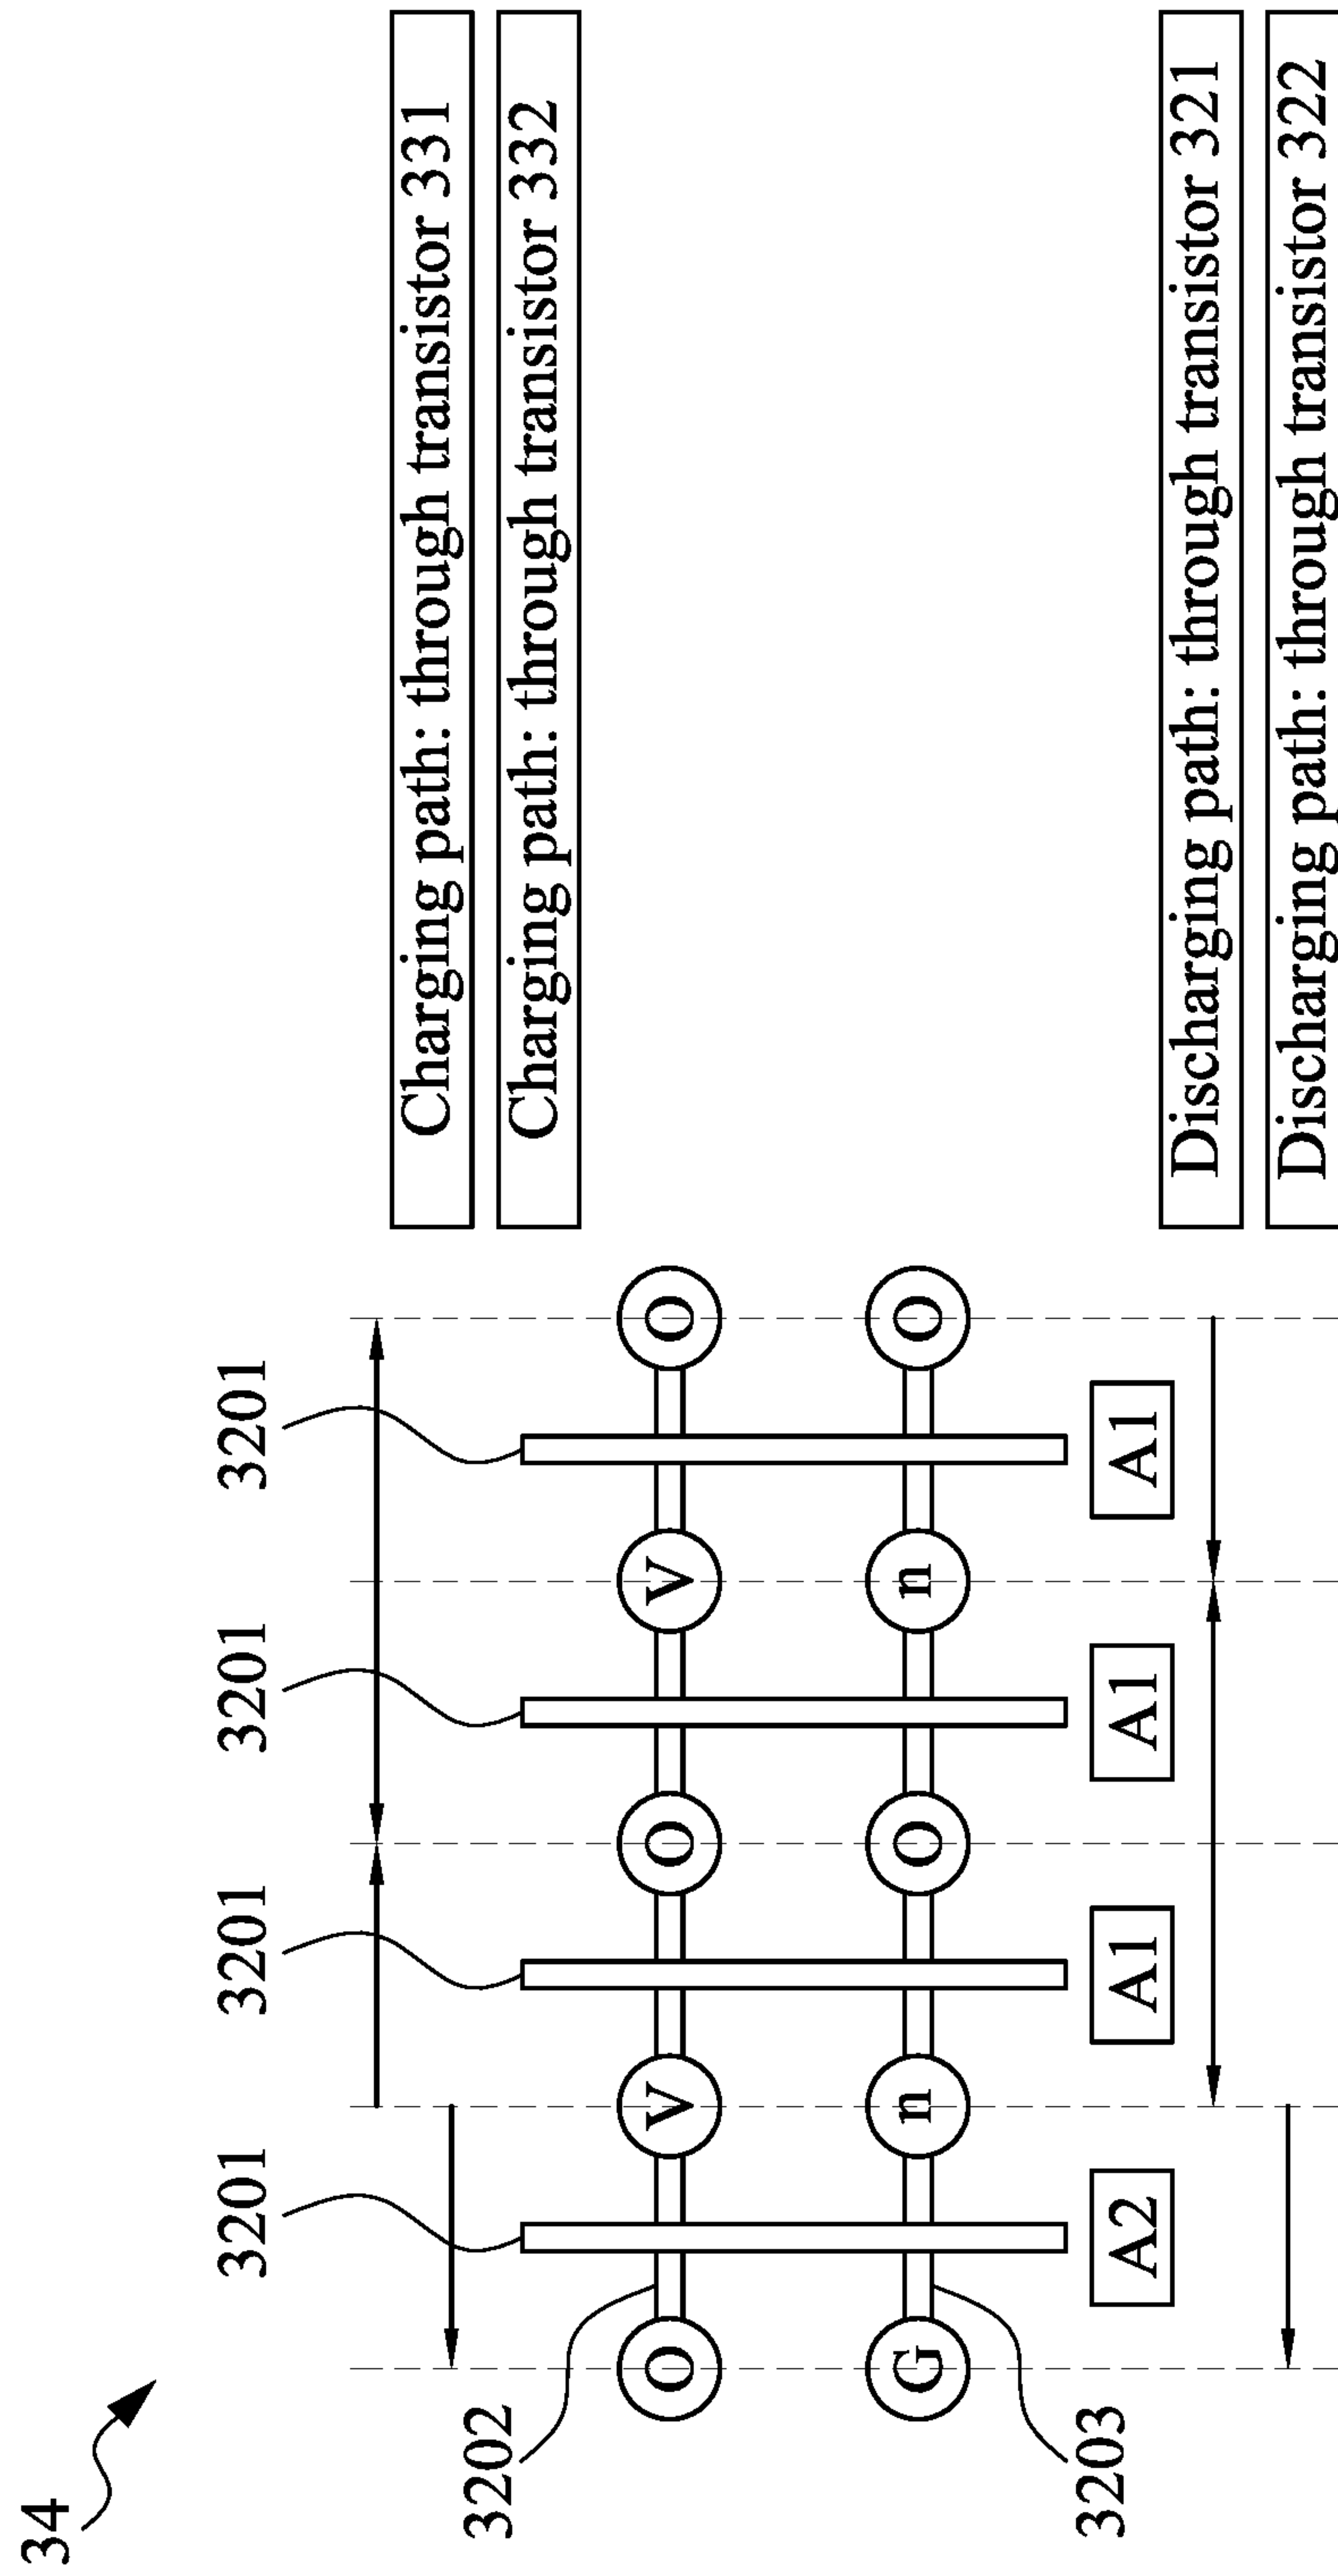 34
3201 3201 3201 3201
Charging path: through transistor 331
Charging path: through transistor 332
3202
O V O V O
G n O n O
3203
A2 A1 A1 A1
Discharging path: through transistor 321
Discharging path: through transistor 322